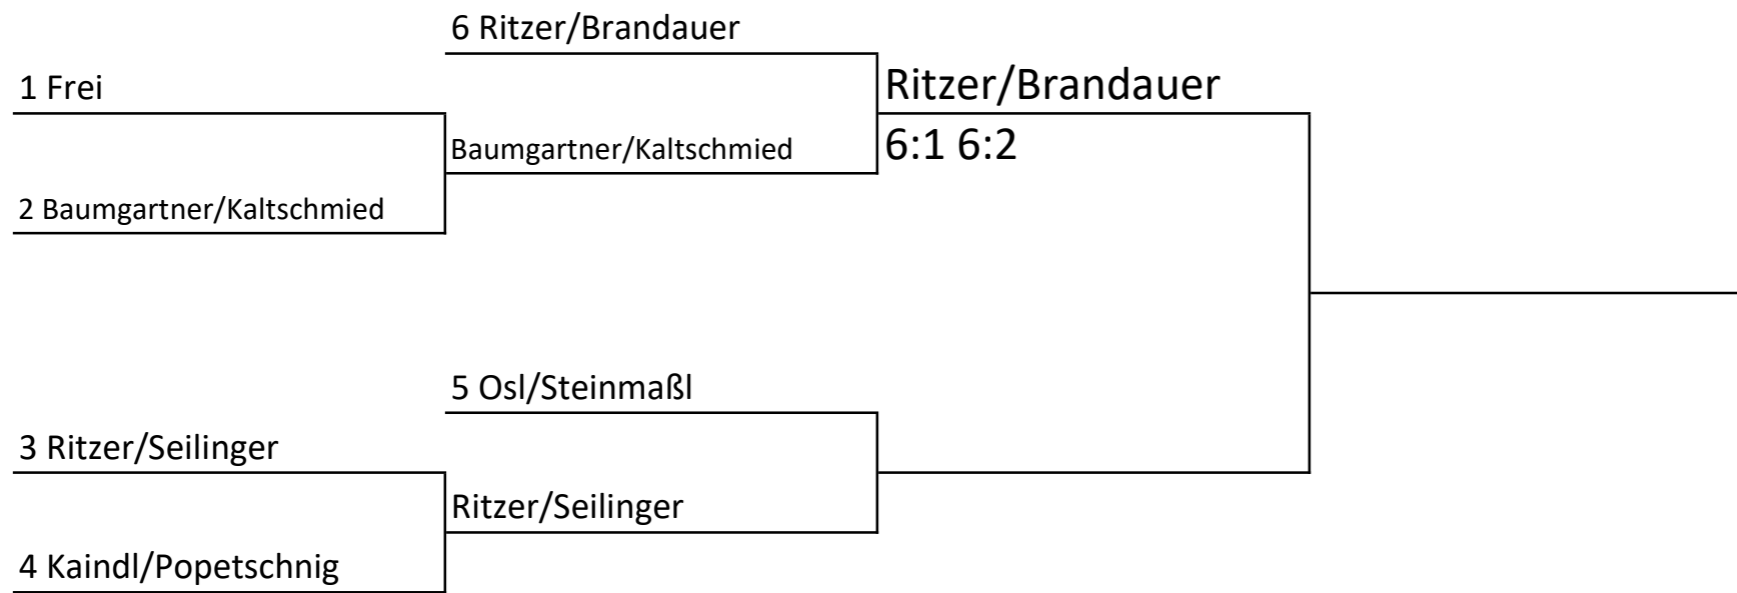 6 Ritzer/Brandauer
1 Frei
Ritzer/Brandauer
Baumgartner/Kaltschmied
6:1 6:2
2 Baumgartner/Kaltschmied
5 Osl/Steinmaßl
3 Ritzer/Seilinger
Ritzer/Seilinger
4 Kaindl/Popetschnig